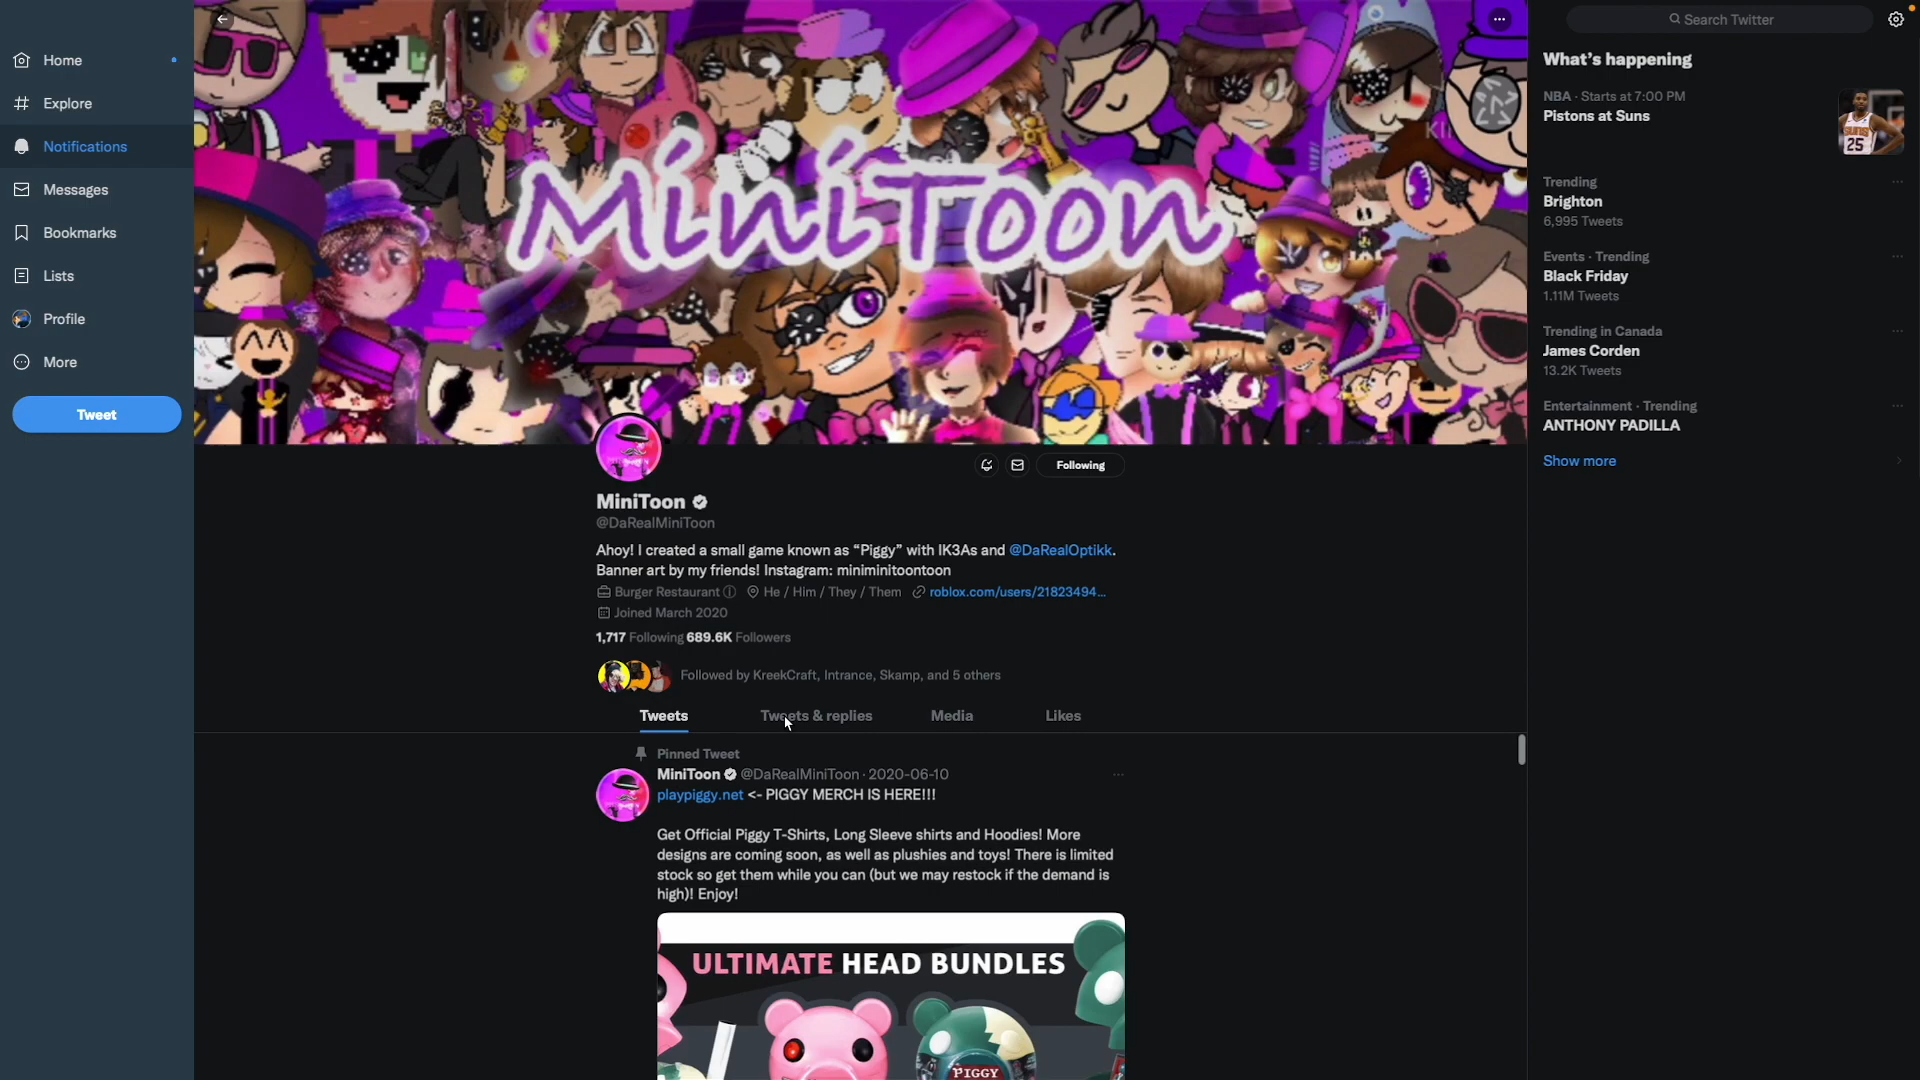 Home
Explore
Notifications
Messages
Bookmarks
Lists
Profile
More
Tweet
MiniToon
MiniToon
@DaRealMiniToon
Following
Ahoy! I created a small game known as “Piggy” with IK3As and @DaRealOptikk.
Banner art by my friends! Instagram: miniminitoontoon
Burger Restaurant He / Him / They / Them roblox.com/users/21823494...
Joined March 2020
1,717 Following 689.6K Followers
Followed by KreekCraft, Intrance, Skamp, and 5 others
Tweets Tweets & replies Media Likes
Pinned Tweet
MiniToon @DaRealMiniToon · 2020-06-10
playpiggy.net <- PIGGY MERCH IS HERE!!!
Get Official Piggy T-Shirts, Long Sleeve shirts and Hoodies! More
designs are coming soon, as well as plushies and toys! There is limited
stock so get them while you can (but we may restock if the demand is
high)! Enjoy!
ULTIMATE HEAD BUNDLES
PIGGY
Search Twitter
What’s happening
NBA · Starts at 7:00 PM
Pistons at Suns
SUNS
25
Trending
Brighton
6,995 Tweets
Events · Trending
Black Friday
1.11M Tweets
Trending in Canada
James Corden
13.2K Tweets
Entertainment · Trending
ANTHONY PADILLA
Show more